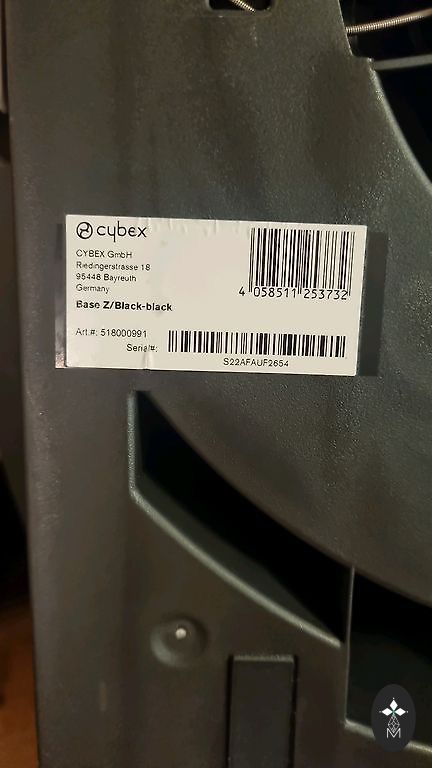 cybex
CYBEX GmbH
Riedingerstrasse 18
95448 Bayreuth
Germany
Base Z/Black-black
4 058511 253732
Art.#: 518000991
Serial#:
S22AFAUF2654
M